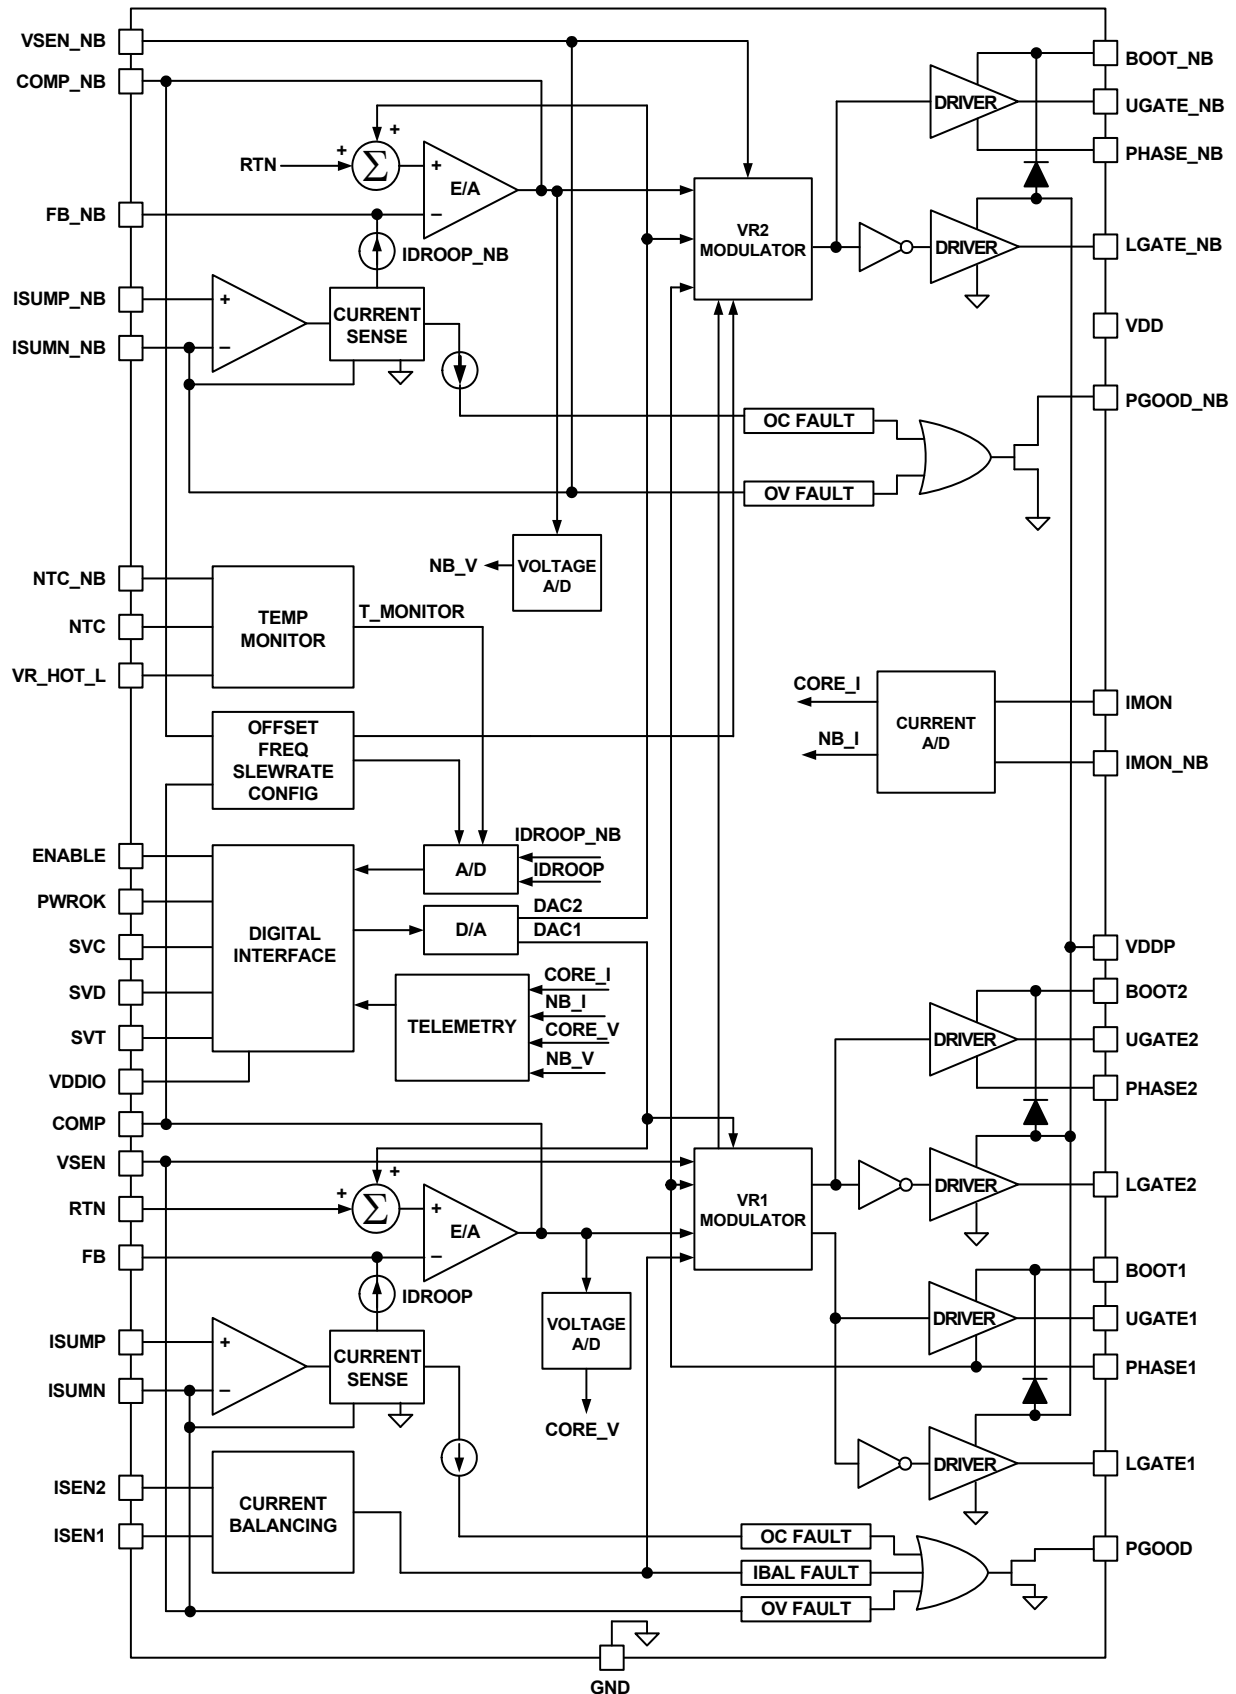 VSEN_NB
COMP_NB
FB_NB
ISUMP_NB
ISUMN_NB
NTC_NB
NTC
VR_HOT_L
ENABLE
PWROK
SVC
SVD
SVT
VDDIO
COMP
VSEN
RTN
FB
ISUMP
ISUMN
ISEN2
ISEN1
RTN
+
+
Σ
+
−
E/A
IDROOP_NB
+
−
CURRENT
SENSE
VR2
MODULATOR
DRIVER
DRIVER
OC FAULT
OV FAULT
NB_V
VOLTAGE
A/D
TEMP
MONITOR
T_MONITOR
OFFSET
FREQ
SLEWRATE
CONFIG
CORE_I
NB_I
CURRENT
A/D
DIGITAL
INTERFACE
A/D
IDROOP_NB
IDROOP
D/A
DAC2
DAC1
TELEMETRY
CORE_I
NB_I
CORE_V
NB_V
+
+
Σ
+
−
E/A
IDROOP
+
−
CURRENT
SENSE
VOLTAGE
A/D
CORE_V
VR1
MODULATOR
DRIVER
DRIVER
DRIVER
DRIVER
CURRENT
BALANCING
OC FAULT
IBAL FAULT
OV FAULT
BOOT_NB
UGATE_NB
PHASE_NB
LGATE_NB
VDD
PGOOD_NB
IMON
IMON_NB
VDDP
BOOT2
UGATE2
PHASE2
LGATE2
BOOT1
UGATE1
PHASE1
LGATE1
PGOOD
GND